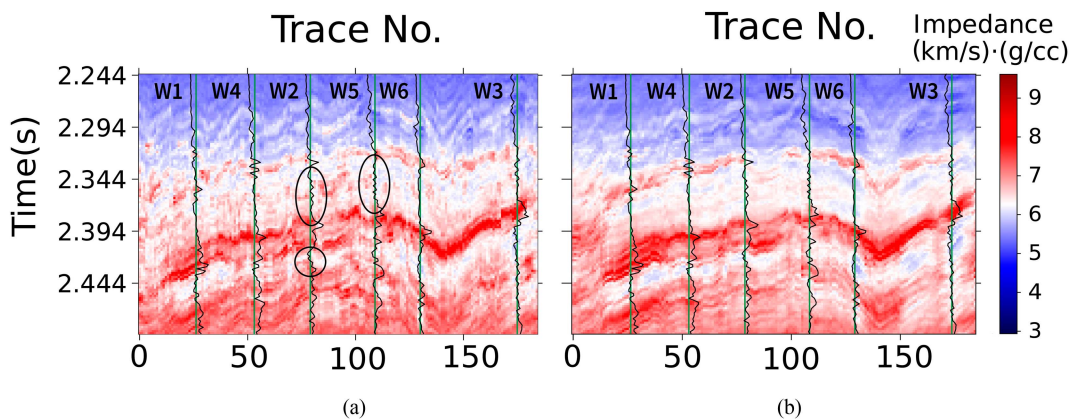 Trace No.
Trace No.
Impedance
(km/s)·(g/cc)
Time(s)
2.244
2.294
2.344
2.394
2.444
W1 W4 W2 W5 W6 W3
W1 W4 W2 W5 W6 W3
9
8
7
6
5
4
3
0 50 100 150
0 50 100 150
(a)
(b)